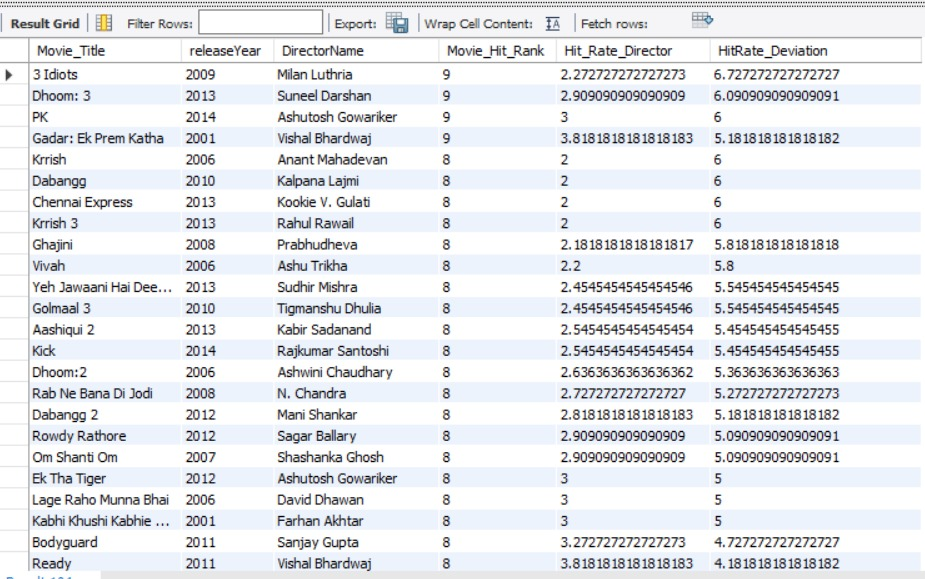 Result Grid Filter Rows: Export: Wrap Cell Content: Fetch rows:
Movie_Title releaseYear DirectorName Movie_Hit_Rank Hit_Rate_Director HitRate_Deviation
3 Idiots 2009 Milan Luthria 9 2.272727272727273 6.727272727272727
Dhoom: 3 2013 Suneel Darshan 9 2.909090909090909 6.090909090909091
PK 2014 Ashutosh Gowariker 9 3 6
Gadar: Ek Prem Katha 2001 Vishal Bhardwaj 9 3.8181818181818183 5.181818181818182
Krrish 2006 Anant Mahadevan 8 2 6
Dabangg 2010 Kalpana Lajmi 8 2 6
Chennai Express 2013 Kookie V. Gulati 8 2 6
Krrish 3 2013 Rahul Rawail 8 2 6
Ghajini 2008 Prabhudheva 8 2.1818181818181817 5.818181818181818
Vivah 2006 Ashu Trikha 8 2.2 5.8
Yeh Jawaani Hai Dee... 2013 Sudhir Mishra 8 2.4545454545454546 5.545454545454545
Golmaal 3 2010 Tigmanshu Dhulia 8 2.4545454545454546 5.545454545454545
Aashiqui 2 2013 Kabir Sadanand 8 2.5454545454545454 5.454545454545455
Kick 2014 Rajkumar Santoshi 8 2.5454545454545454 5.454545454545455
Dhoom:2 2006 Ashwini Chaudhary 8 2.6363636363636362 5.363636363636363
Rab Ne Bana Di Jodi 2008 N. Chandra 8 2.727272727272727 5.272727272727273
Dabangg 2 2012 Mani Shankar 8 2.8181818181818183 5.181818181818182
Rowdy Rathore 2012 Sagar Ballary 8 2.909090909090909 5.090909090909091
Om Shanti Om 2007 Shashanka Ghosh 8 2.909090909090909 5.090909090909091
Ek Tha Tiger 2012 Ashutosh Gowariker 8 3 5
Lage Raho Munna Bhai 2006 David Dhawan 8 3 5
Kabhi Khushi Kabhie ... 2001 Farhan Akhtar 8 3 5
Bodyguard 2011 Sanjay Gupta 8 3.272727272727273 4.727272727272727
Ready 2011 Vishal Bhardwaj 8 3.8181818181818183 4.181818181818182